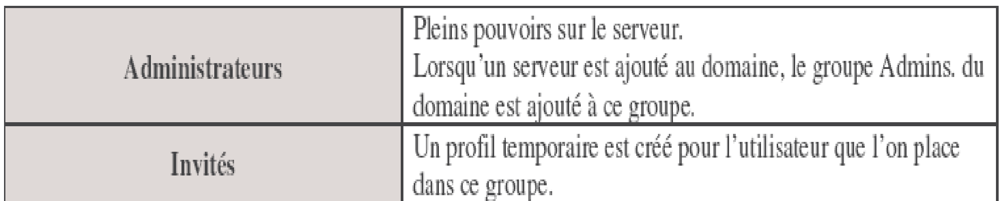 Administrateurs
Pleins pouvoirs sur le serveur.
Lorsqu’un serveur est ajouté au domaine, le groupe Admins. du
domaine est ajouté à ce groupe.
Invités
Un profil temporaire est créé pour l’utilisateur que l’on place
dans ce groupe.